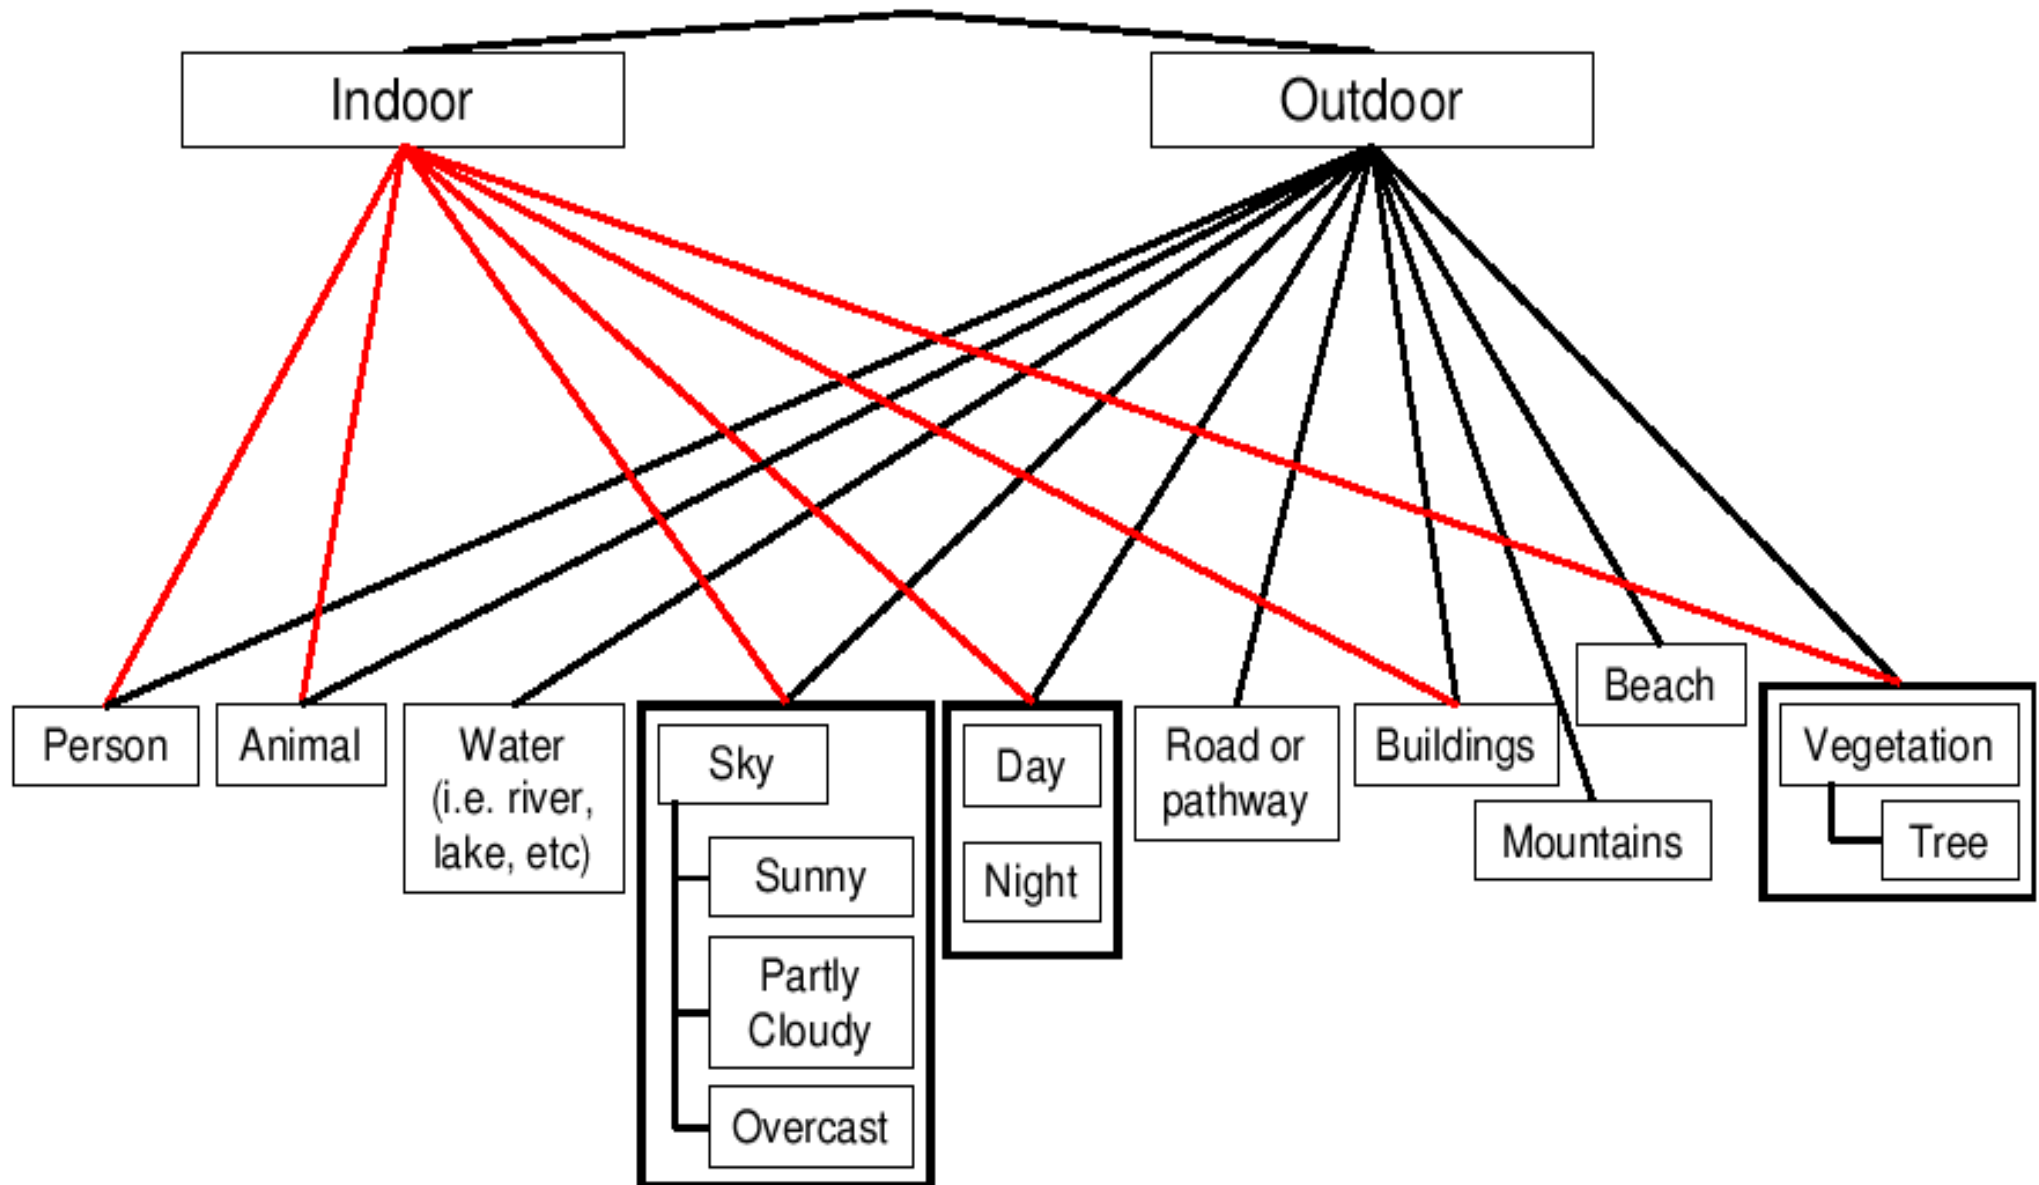 Indoor
Outdoor
Person
Animal
Water
(i.e. river,
lake, etc)
Sky
Sunny
Partly
Cloudy
Overcast
Day
Night
Road or
pathway
Buildings
Mountains
Beach
Vegetation
Tree